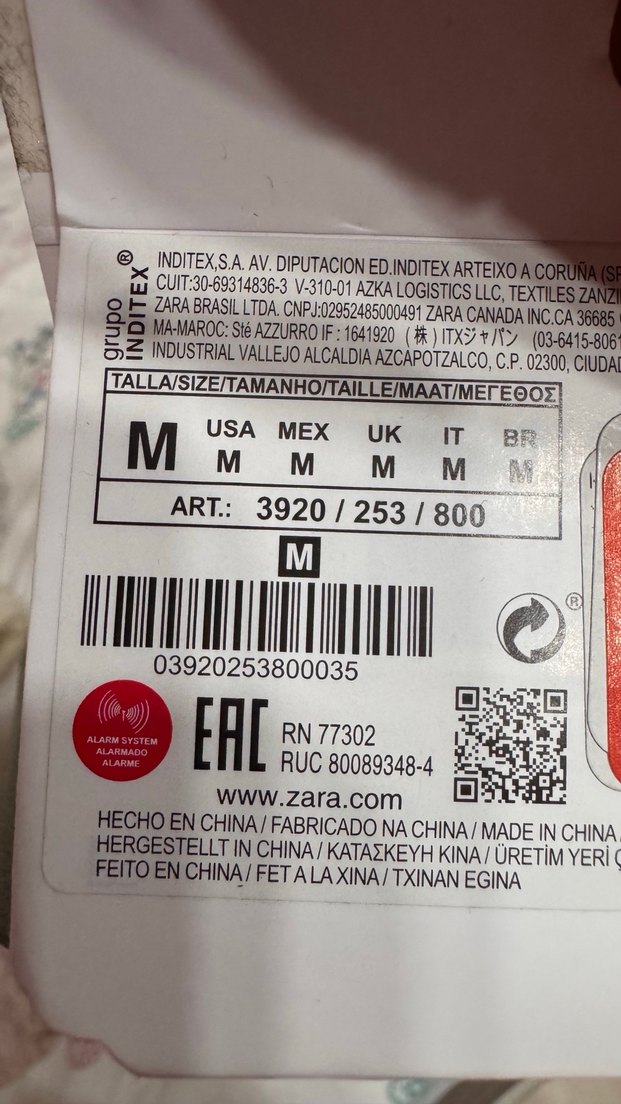 grupo
INDITEX®
INDITEX,S.A. AV. DIPUTACION ED.INDITEX ARTEIXO A CORUÑA
CUIT:30-69314836-3 V-310-01 AZKA LOGISTICS LLC, TEXTILES
ZARA BRASIL LTDA. CNPJ:02952485000491 ZARA CANADA INC.CA 36685
MA-MAROC: Sté AZZURRO IF : 1641920 (株) ITXジャパン (03-6415-8061
INDUSTRIAL VALLEJO ALCALDIA AZCAPOTZALCO, C.P. 02300,
TALLA/SIZE/TAMANHO/TAILLE/MAAT/ΜΕΓΕΘΟΣ
M USA MEX UK IT BR
M M M M M
ART.: 3920 / 253 / 800
M
03920253800035
®
ALARM SYSTEM
ALARMADO
ALARME
EAC
RN 77302
RUC 80089348-4
www.zara.com
HECHO EN CHINA / FABRICADO NA CHINA / MADE IN CHINA
HERGESTELLT IN CHINA / ΚΑΤΑΣΚΕΥΗ ΚΙΝΑ / ÜRETİM YERİ
FEITO EN CHINA / FET A LA XINA / TXINAN EGINA